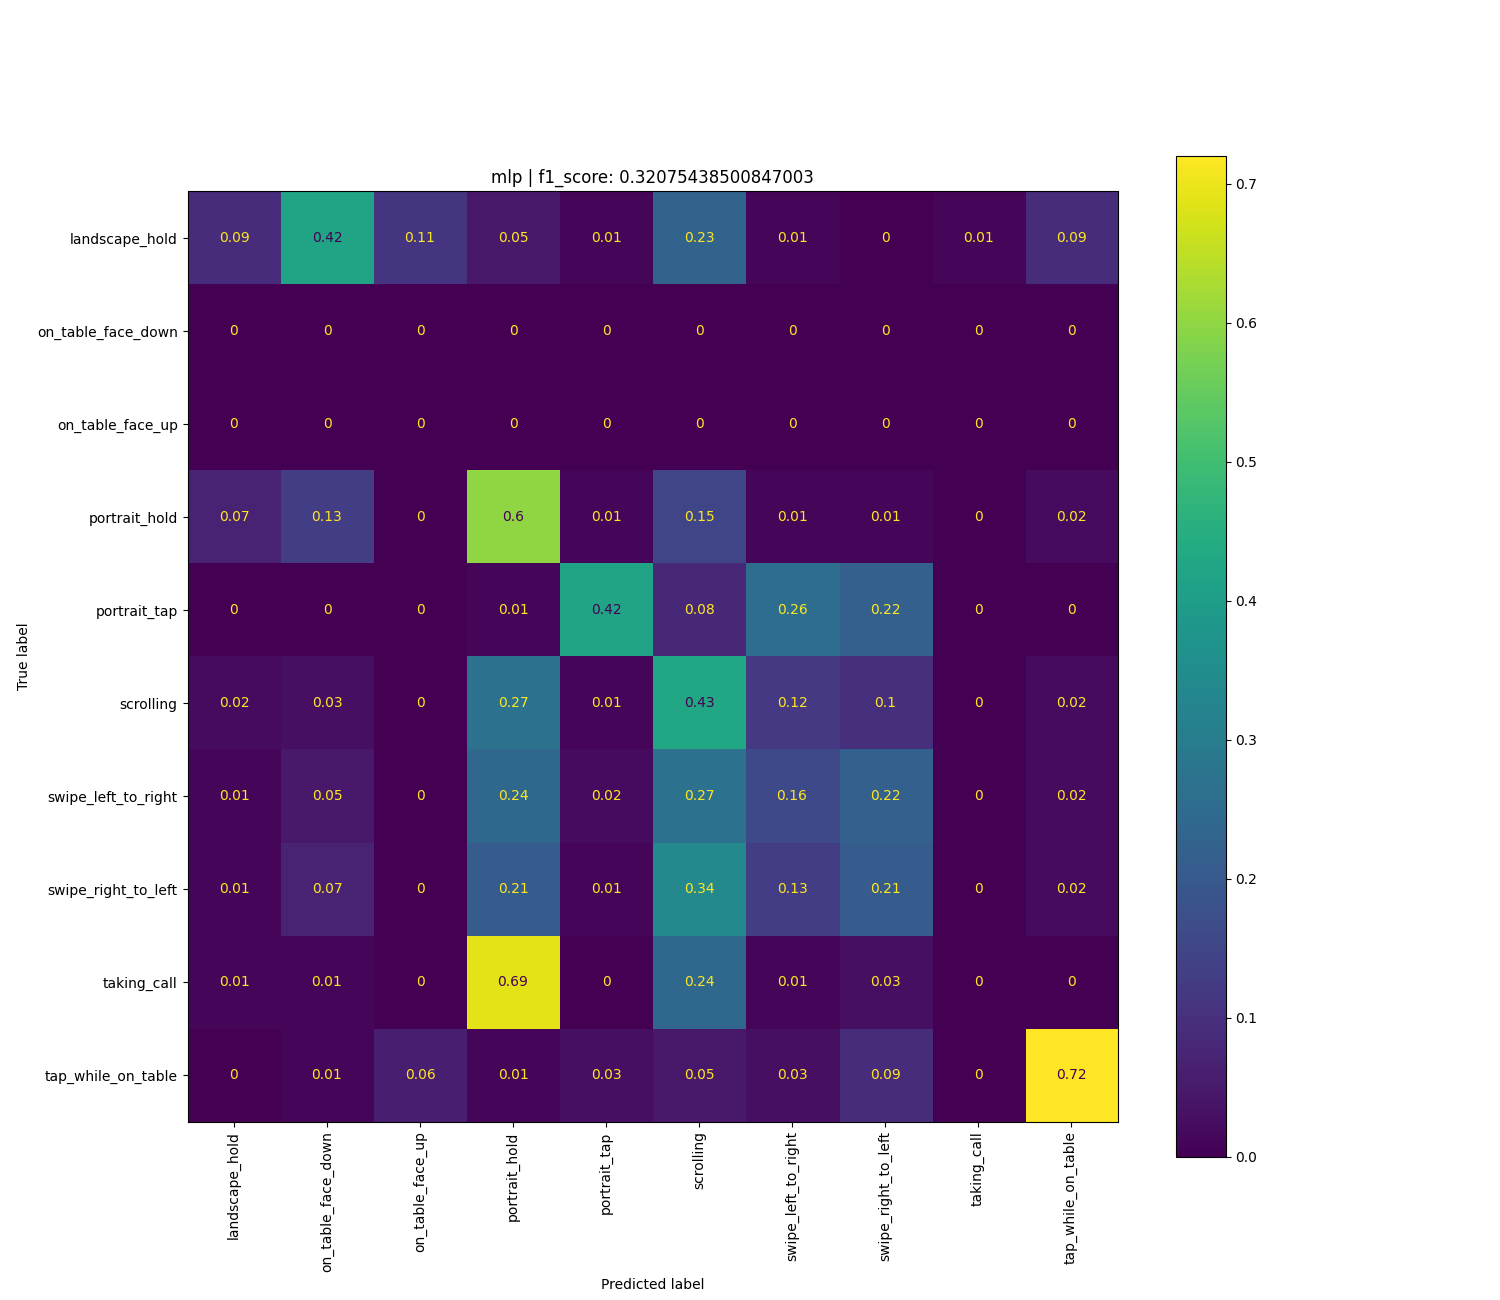 mlp | f1_score: 0.32075438500847003
landscape_hold 0.09 0.42 0.11 0.05 0.01 0.23 0.01 0 0.01 0.09
on_table_face_down 0 0 0 0 0 0 0 0 0 0
on_table_face_up 0 0 0 0 0 0 0 0 0 0
portrait_hold 0.07 0.13 0 0.6 0.01 0.15 0.01 0.01 0 0.02
portrait_tap 0 0 0 0.01 0.42 0.08 0.26 0.22 0 0
scrolling 0.02 0.03 0 0.27 0.01 0.43 0.12 0.1 0 0.02
swipe_left_to_right 0.01 0.05 0 0.24 0.02 0.27 0.16 0.22 0 0.02
swipe_right_to_left 0.01 0.07 0 0.21 0.01 0.34 0.13 0.21 0 0.02
taking_call 0.01 0.01 0 0.69 0 0.24 0.01 0.03 0 0
tap_while_on_table 0 0.01 0.06 0.01 0.03 0.05 0.03 0.09 0 0.72
True label
landscape_hold
on_table_face_down
on_table_face_up
portrait_hold
portrait_tap
scrolling
swipe_left_to_right
swipe_right_to_left
taking_call
tap_while_on_table
Predicted label
0.7
0.6
0.5
0.4
0.3
0.2
0.1
0.0